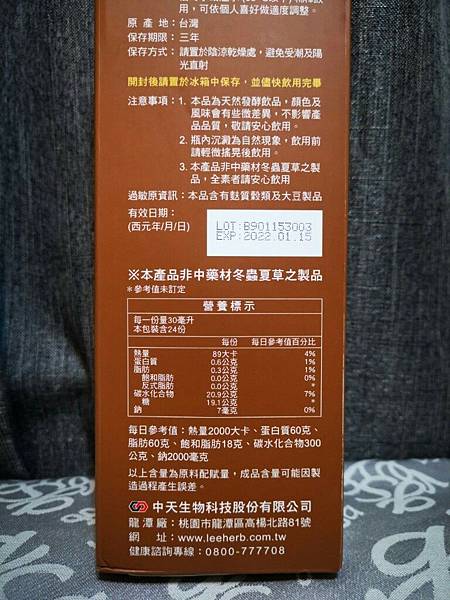 用，可依個人喜好做適度調整。
原 產 地：台灣
保存期限：三年
保存方式：請置於陰涼乾燥處，避免受潮及陽
光直射
開封後請置於冰箱中保存，並儘快飲用完畢
注意事項：1. 本品為天然發酵飲品，顏色及
風味會有些微差異，不影響產
品品質，敬請安心飲用。
2. 瓶內沉澱為自然現象，飲用前
請輕微搖晃後飲用。
3. 本產品非中藥材冬蟲夏草之製
品，全素者請安心飲用
過敏原資訊：本品含有麩質穀類及大豆製品
有效日期：
(西元年/月/日)
LOT:B901153003
EXP:2022.01.15
※本產品非中藥材冬蟲夏草之製品
＊參考值未訂定
營養標示
每一份量30毫升
本包裝含24份
每份 每日參考值百分比
熱量 89大卡 4%
蛋白質 0.6公克 1%
脂肪 0.3公克 1%
飽和脂肪 0.0公克 0%
反式脂肪 0.0公克 *
碳水化合物 20.9公克 7%
糖 19.1公克 *
鈉 7毫克 0%
每日參考值：熱量2000大卡、蛋白質60克、
脂肪60克、飽和脂肪18克、碳水化合物300
公克、鈉2000毫克
以上含量為原料配賦量，成品含量可能因製
造過程產生誤差。
中天生物科技股份有限公司
龍 潭 廠：桃園市龍潭區高楊北路81號
網 址：www.leeherb.com.tw
健康諮詢專線：0800-777708